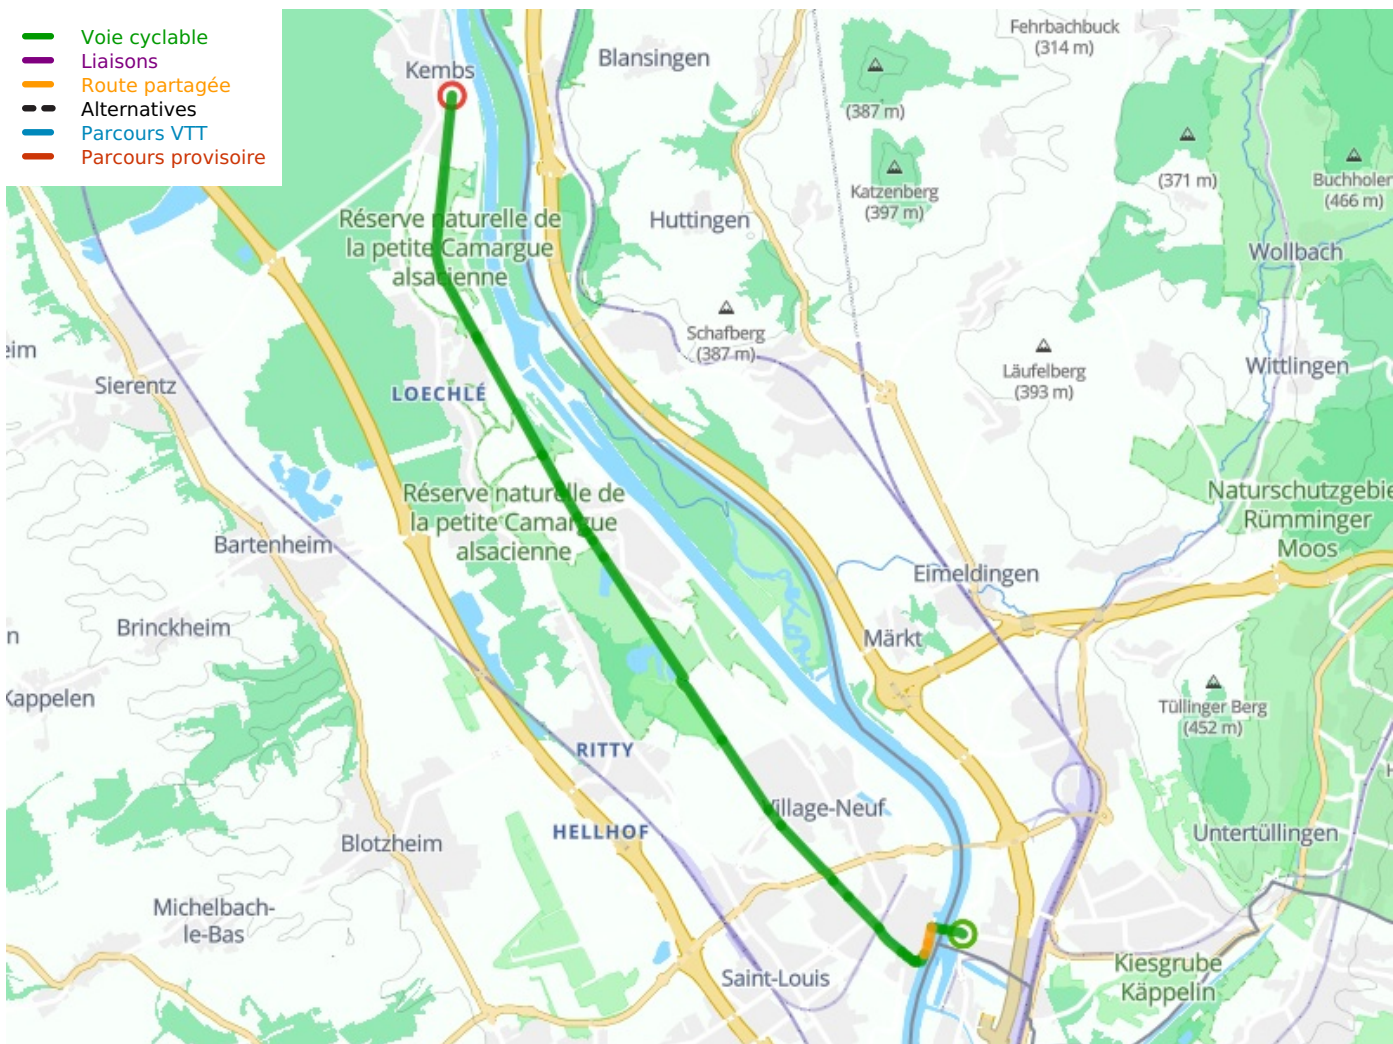 Voie cyclable
Liaisons
Route partagée
Alternatives
Parcours VTT
Parcours provisoire
Fehrbachbuck
(314 m)
Blansingen
Kembs
(387 m)
(371 m)
Buchholer
(466 m)
Katzenberg
(397 m)
Réserve naturelle de
la petite Camargue
alsacienne
Huttingen
Wollbach
Schafberg
(387 m)
eim
Sierentz
LOECHLÉ
Läufelberg
(393 m)
Wittlingen
Réserve naturelle de
la petite Camargue
alsacienne
Naturschutzgebie
Rümminger
Moos
Bartenheim
Eimeldingen
n
Brinckheim
Märkt
Kappelen
Tüllinger Berg
(452 m)
RITTY
H
Village-Neuf
HELLHOF
Blotzheim
Untertüllingen
Michelbach-
le-Bas
Saint-Louis
Kiesgrube
Käppelin